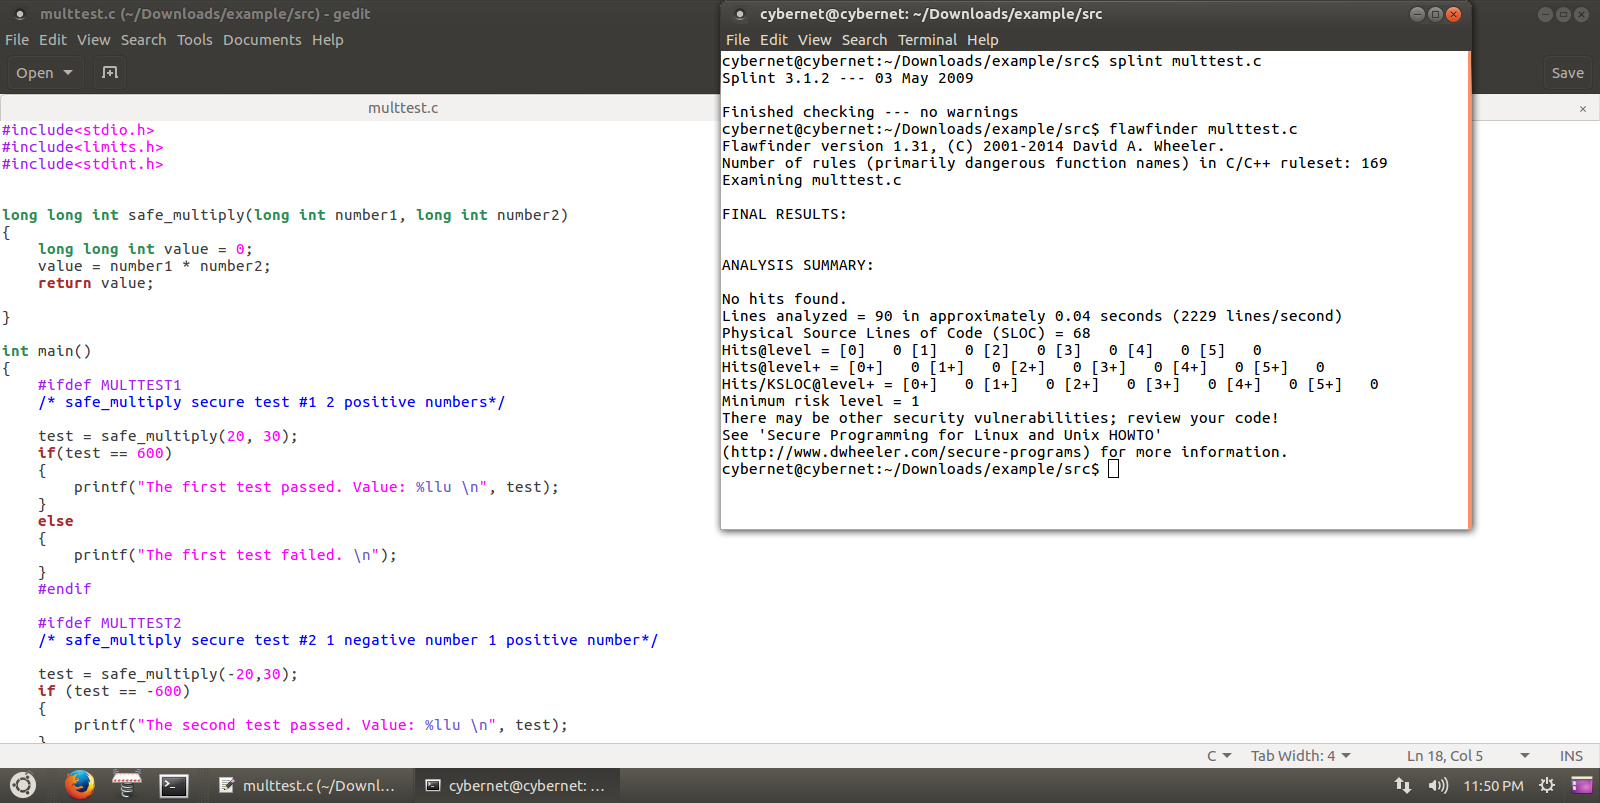 multtest.c (~/Downloads/example/src) - gedit
File Edit View Search Tools Documents Help
Open
Save
multtest.c
×
#include<stdio.h>
#include<limits.h>
#include<stdint.h>
long long int safe_multiply(long int number1, long int number2)
{
long long int value = 0;
value = number1 * number2;
return value;
}
int main()
{
#ifdef MULTTEST1
/* safe_multiply secure test #1 2 positive numbers*/
test = safe_multiply(20, 30);
if(test == 600)
{
printf("The first test passed. Value: %llu \n", test);
}
else
{
printf("The first test failed. \n");
}
#endif
#ifdef MULTTEST2
/* safe_multiply secure test #2 1 negative number 1 positive number*/
test = safe_multiply(-20,30);
if (test == -600)
{
printf("The second test passed. Value: %llu \n", test);
}
cybernet@cybernet: ~/Downloads/example/src
File Edit View Search Terminal Help
cybernet@cybernet:~/Downloads/example/src$ splint multtest.c
Splint 3.1.2 --- 03 May 2009
Finished checking --- no warnings
cybernet@cybernet:~/Downloads/example/src$ flawfinder multtest.c
Flawfinder version 1.31, (C) 2001-2014 David A. Wheeler.
Number of rules (primarily dangerous function names) in C/C++ ruleset: 169
Examining multtest.c
FINAL RESULTS:
ANALYSIS SUMMARY:
No hits found.
Lines analyzed = 90 in approximately 0.04 seconds (2229 lines/second)
Physical Source Lines of Code (SLOC) = 68
Hits@level = [0]   0 [1]   0 [2]   0 [3]   0 [4]   0 [5]   0
Hits@level+ = [0+]   0 [1+]   0 [2+]   0 [3+]   0 [4+]   0 [5+]   0
Hits/KSLOC@level+ = [0+]   0 [1+]   0 [2+]   0 [3+]   0 [4+]   0 [5+]   0
Minimum risk level = 1
There may be other security vulnerabilities; review your code!
See 'Secure Programming for Linux and Unix HOWTO'
(http://www.dwheeler.com/secure-programs) for more information.
cybernet@cybernet:~/Downloads/example/src$
C Tab Width: 4 Ln 18, Col 5 INS
multtest.c (~/Downl... cybernet@cybernet: ... 11:50 PM